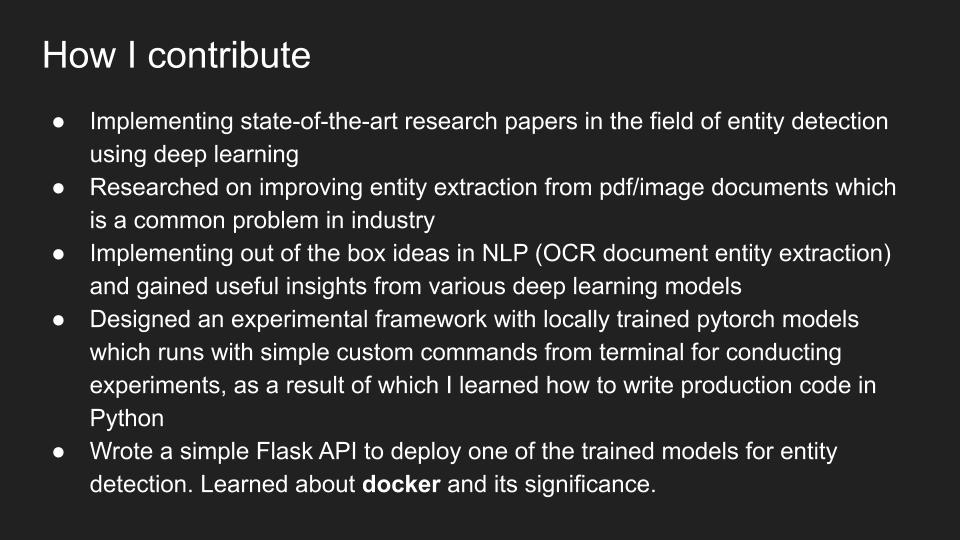 How I contribute
● Implementing state-of-the-art research papers in the field of entity detection
using deep learning
● Researched on improving entity extraction from pdf/image documents which
is a common problem in industry
● Implementing out of the box ideas in NLP (OCR document entity extraction)
and gained useful insights from various deep learning models
● Designed an experimental framework with locally trained pytorch models
which runs with simple custom commands from terminal for conducting
experiments, as a result of which I learned how to write production code in
Python
● Wrote a simple Flask API to deploy one of the trained models for entity
detection. Learned about docker and its significance.